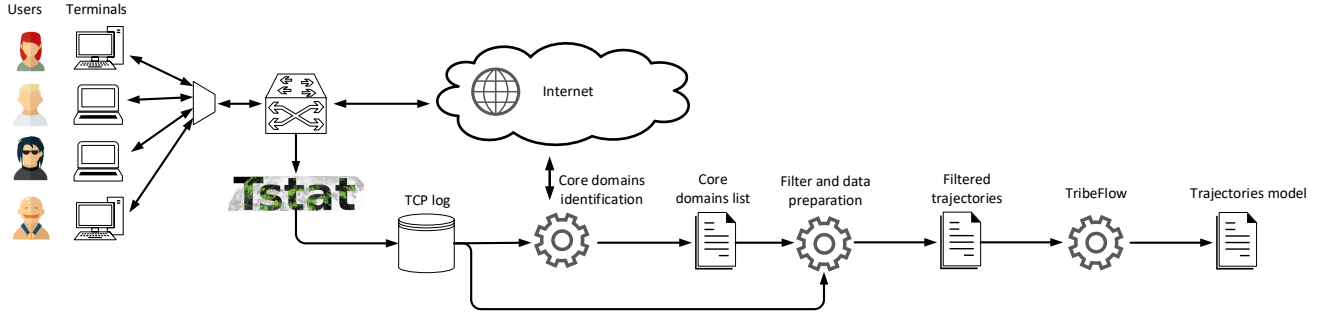 Users
Terminals
Internet
Tstat
TCP log
Core domains
identification
Core
domains list
Filter and data
preparation
Filtered
trajectories
TribeFlow
Trajectories model